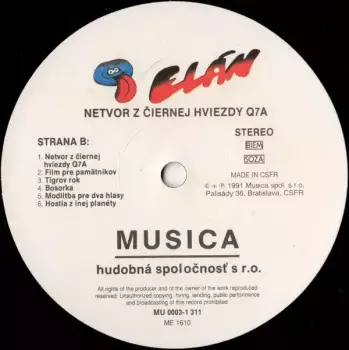 ELÁN
NETVOR Z ČIERNEJ HVIEZDY Q7A
STRANA B:
1. Netvor z čiernej
hviezdy Q7A
2. Film pre pamätníkov
3. Tigrov rok
4. Bosorka
5. Modlitba pre dva hlasy
6. Hostia z inej planéty
STEREO
BIEM
SOZA
MADE IN CSFR
© + ℗ 1991 Musica spol. s r.o.
Palisády 36, Bratislava, CSFR
MUSICA
hudobná spoločnosť s r.o.
All rights of the producer and of the owner of the work reproduced
reserved. Unauthorized copying, hiring, lending, public performance
and broadcasting of this record prohibited
MU 0003-1 311
ME 1610